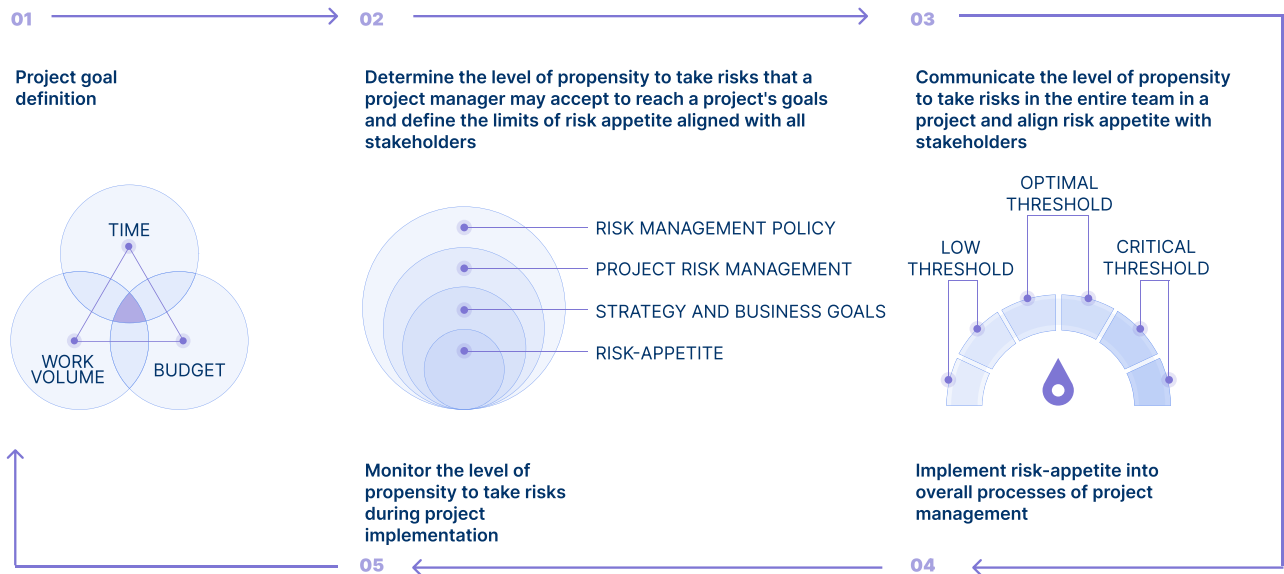 01
02
03
Project goal
definition
Determine the level of propensity to take risks that a
project manager may accept to reach a project's goals
and define the limits of risk appetite aligned with all
stakeholders
Communicate the level of propensity
to take risks in the entire team in a
project and align risk appetite with
stakeholders
TIME
WORK
VOLUME
BUDGET
RISK MANAGEMENT POLICY
PROJECT RISK MANAGEMENT
STRATEGY AND BUSINESS GOALS
RISK-APPETITE
OPTIMAL
THRESHOLD
LOW
THRESHOLD
CRITICAL
THRESHOLD
Implement risk-appetite into
overall processes of project
management
04
Monitor the level of
propensity to take risks
during project
implementation
05